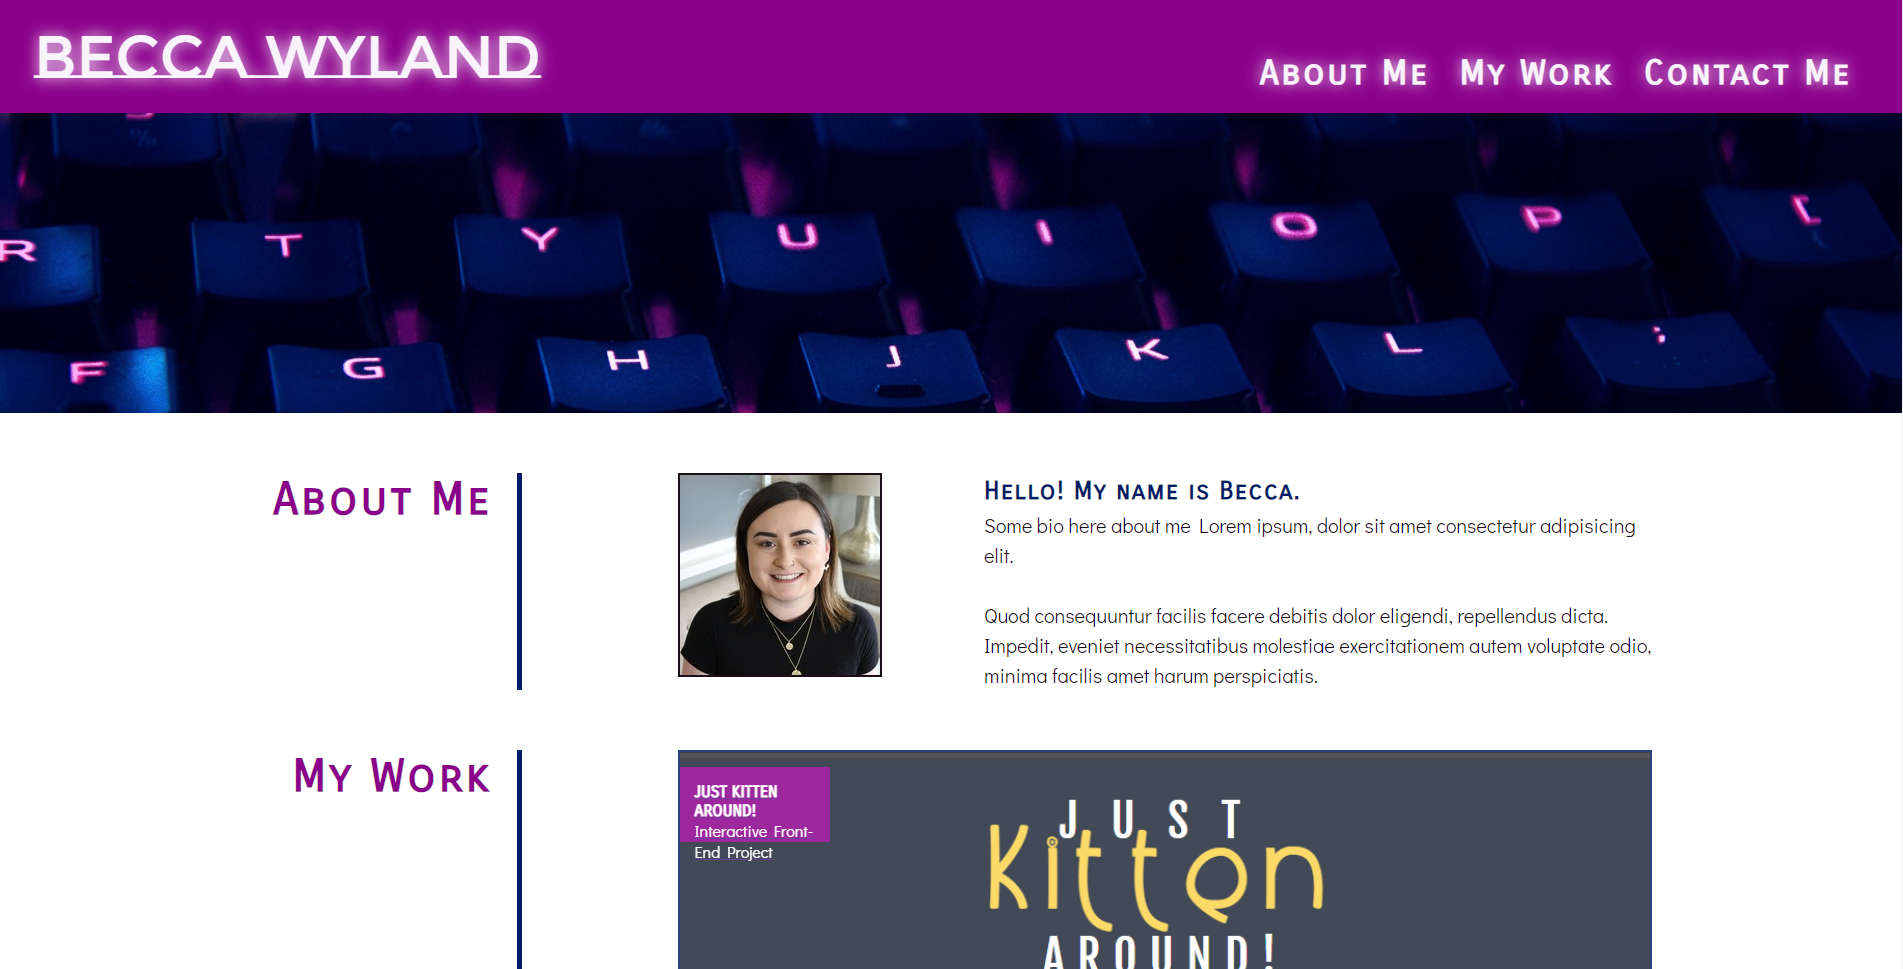 BECCA WYLAND
About Me My Work Contact Me
%
R T Y U I O P [
F G H J K L ;
About Me
Hello! My name is Becca.
Some bio here about me Lorem ipsum, dolor sit amet consectetur adipisicing
elit.
Quod consequuntur facilis facere debitis dolor eligendi, repellendus dicta.
Impedit, eveniet necessitatibus molestiae exercitationem autem voluptate odio,
minima facilis amet harum perspiciatis.
My Work
JUST KITTEN
AROUND!
Interactive Front-
End Project
JUST
Kitten
AROUND!